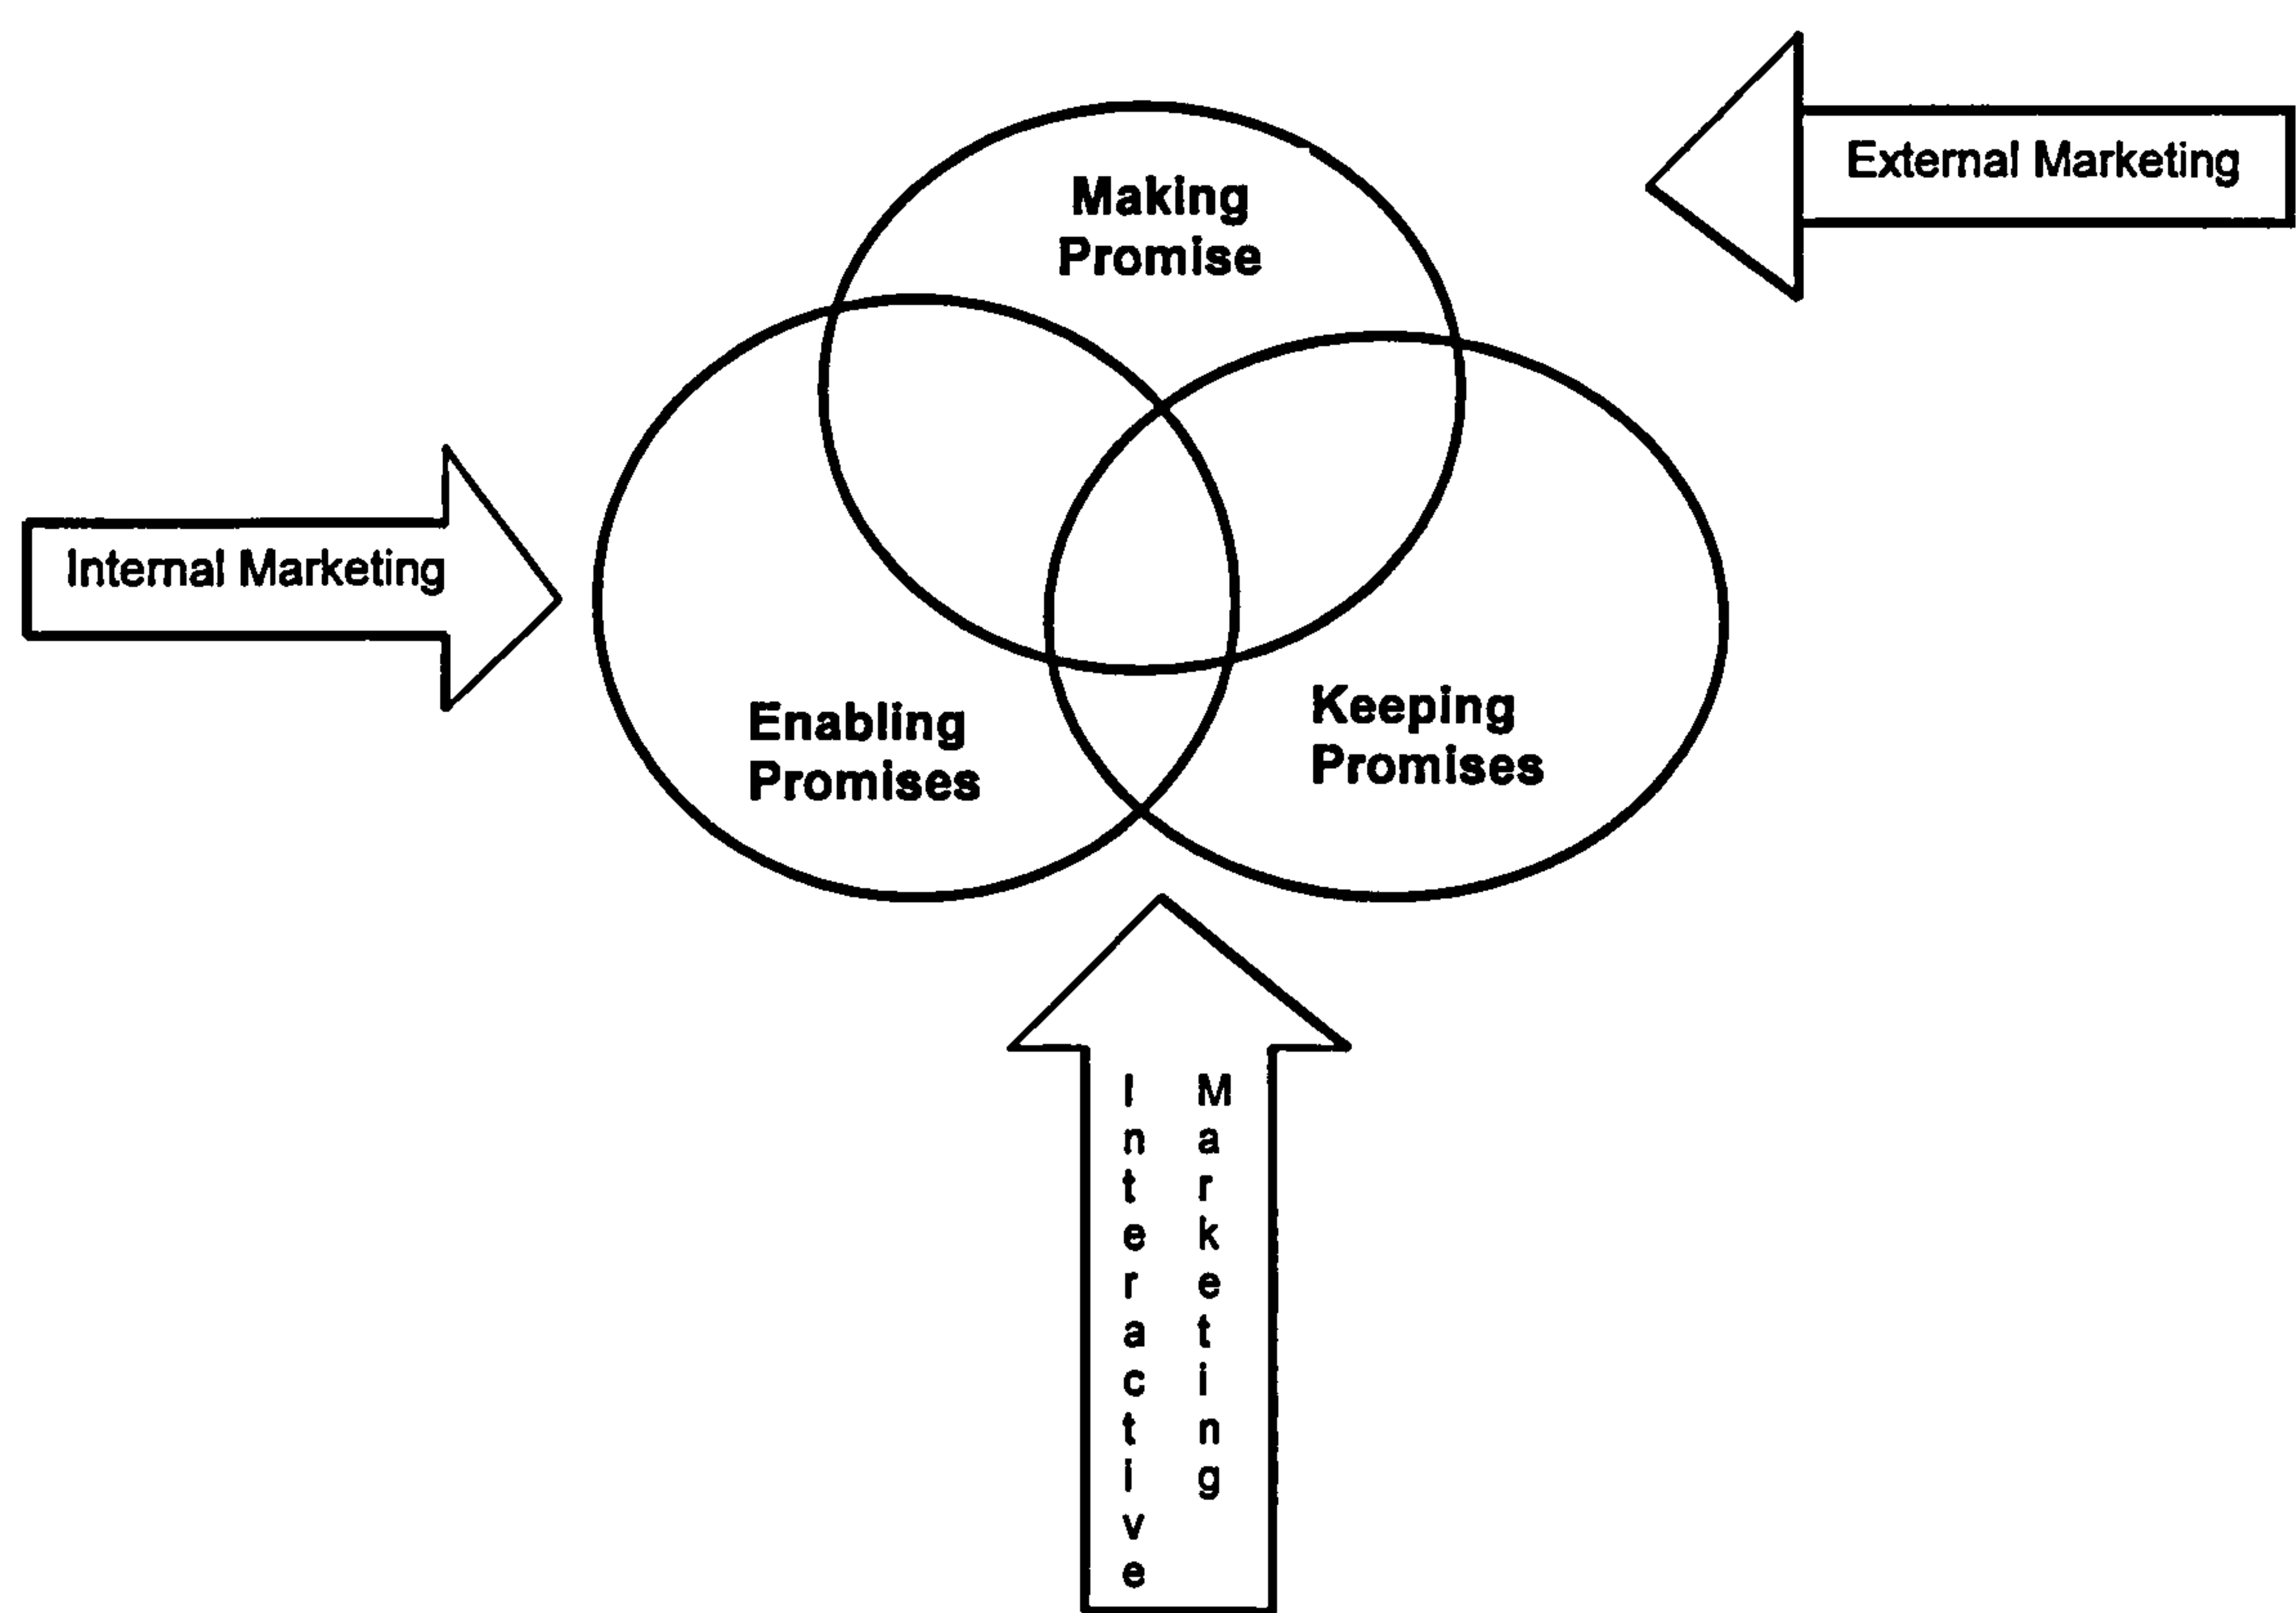 Making
Promise
External Marketing
Internal Marketing
Enabling
Promises
Keeping
Promises
Interactive
Marketing